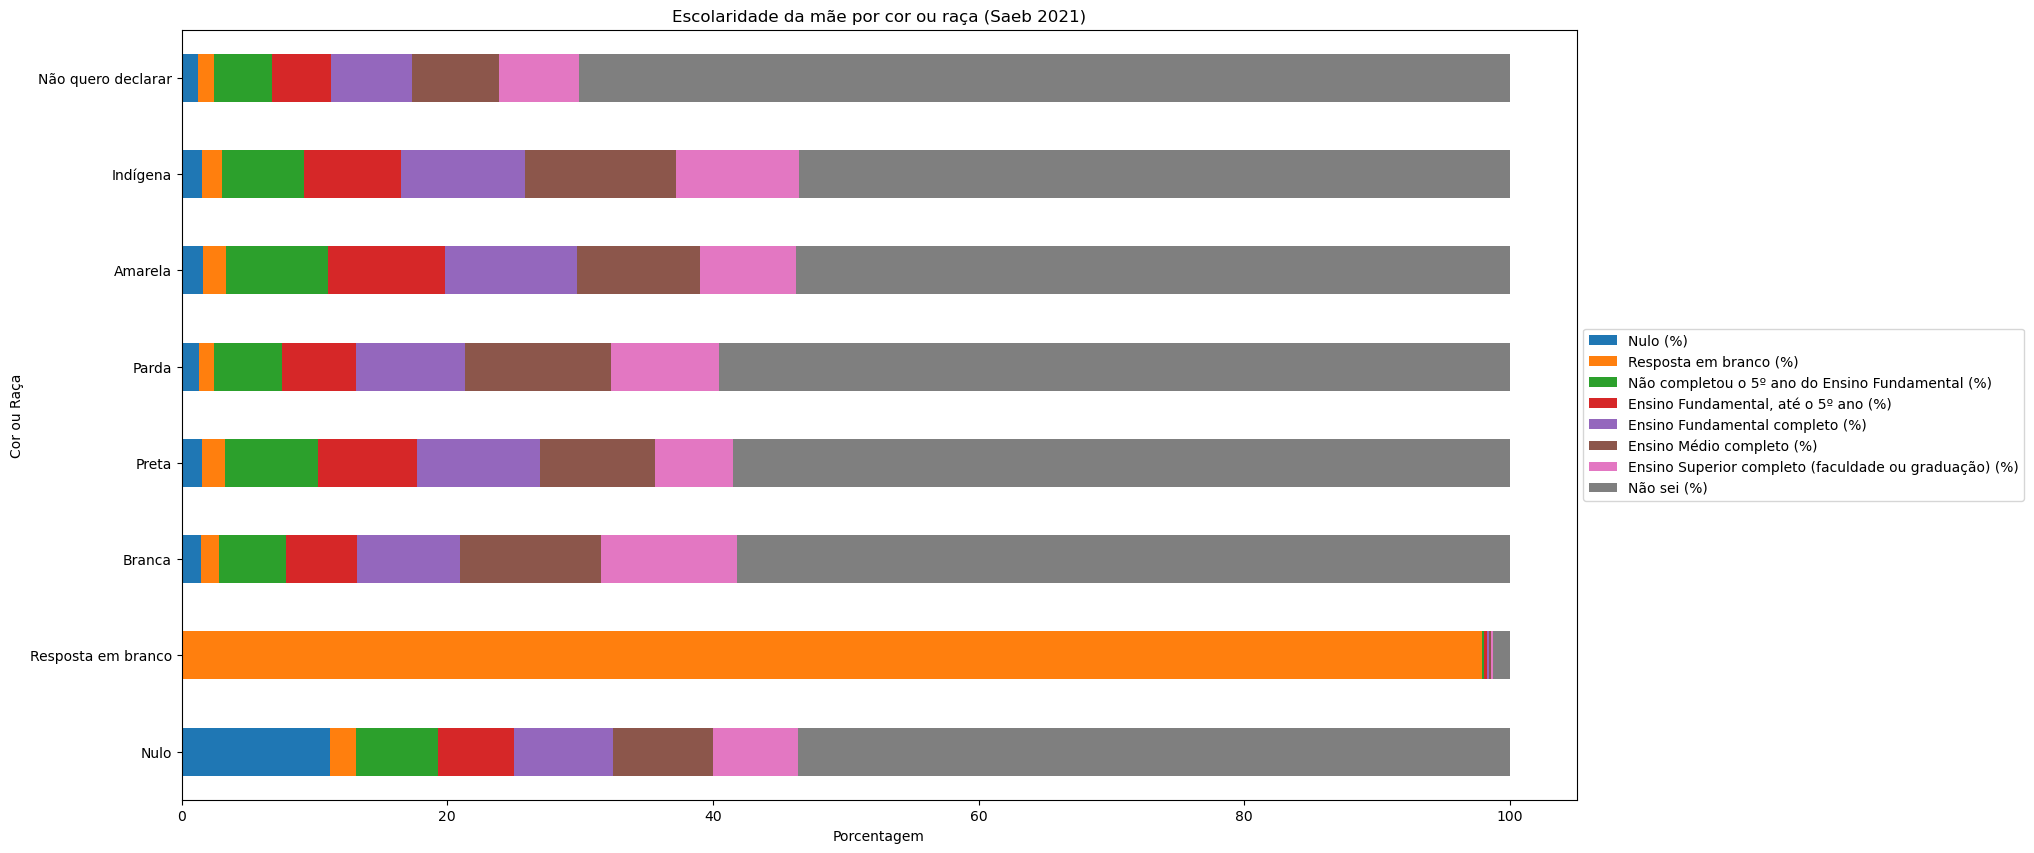 Escolaridade da mãe por cor ou raça (Saeb 2021)
Não quero declarar
Indígena
Amarela
Parda
Preta
Branca
Resposta em branco
Nulo
Cor ou Raça
0 20 40 60 80 100
Porcentagem
Nulo (%)
Resposta em branco (%)
Não completou o 5º ano do Ensino Fundamental (%)
Ensino Fundamental, até o 5º ano (%)
Ensino Fundamental completo (%)
Ensino Médio completo (%)
Ensino Superior completo (faculdade ou graduação) (%)
Não sei (%)